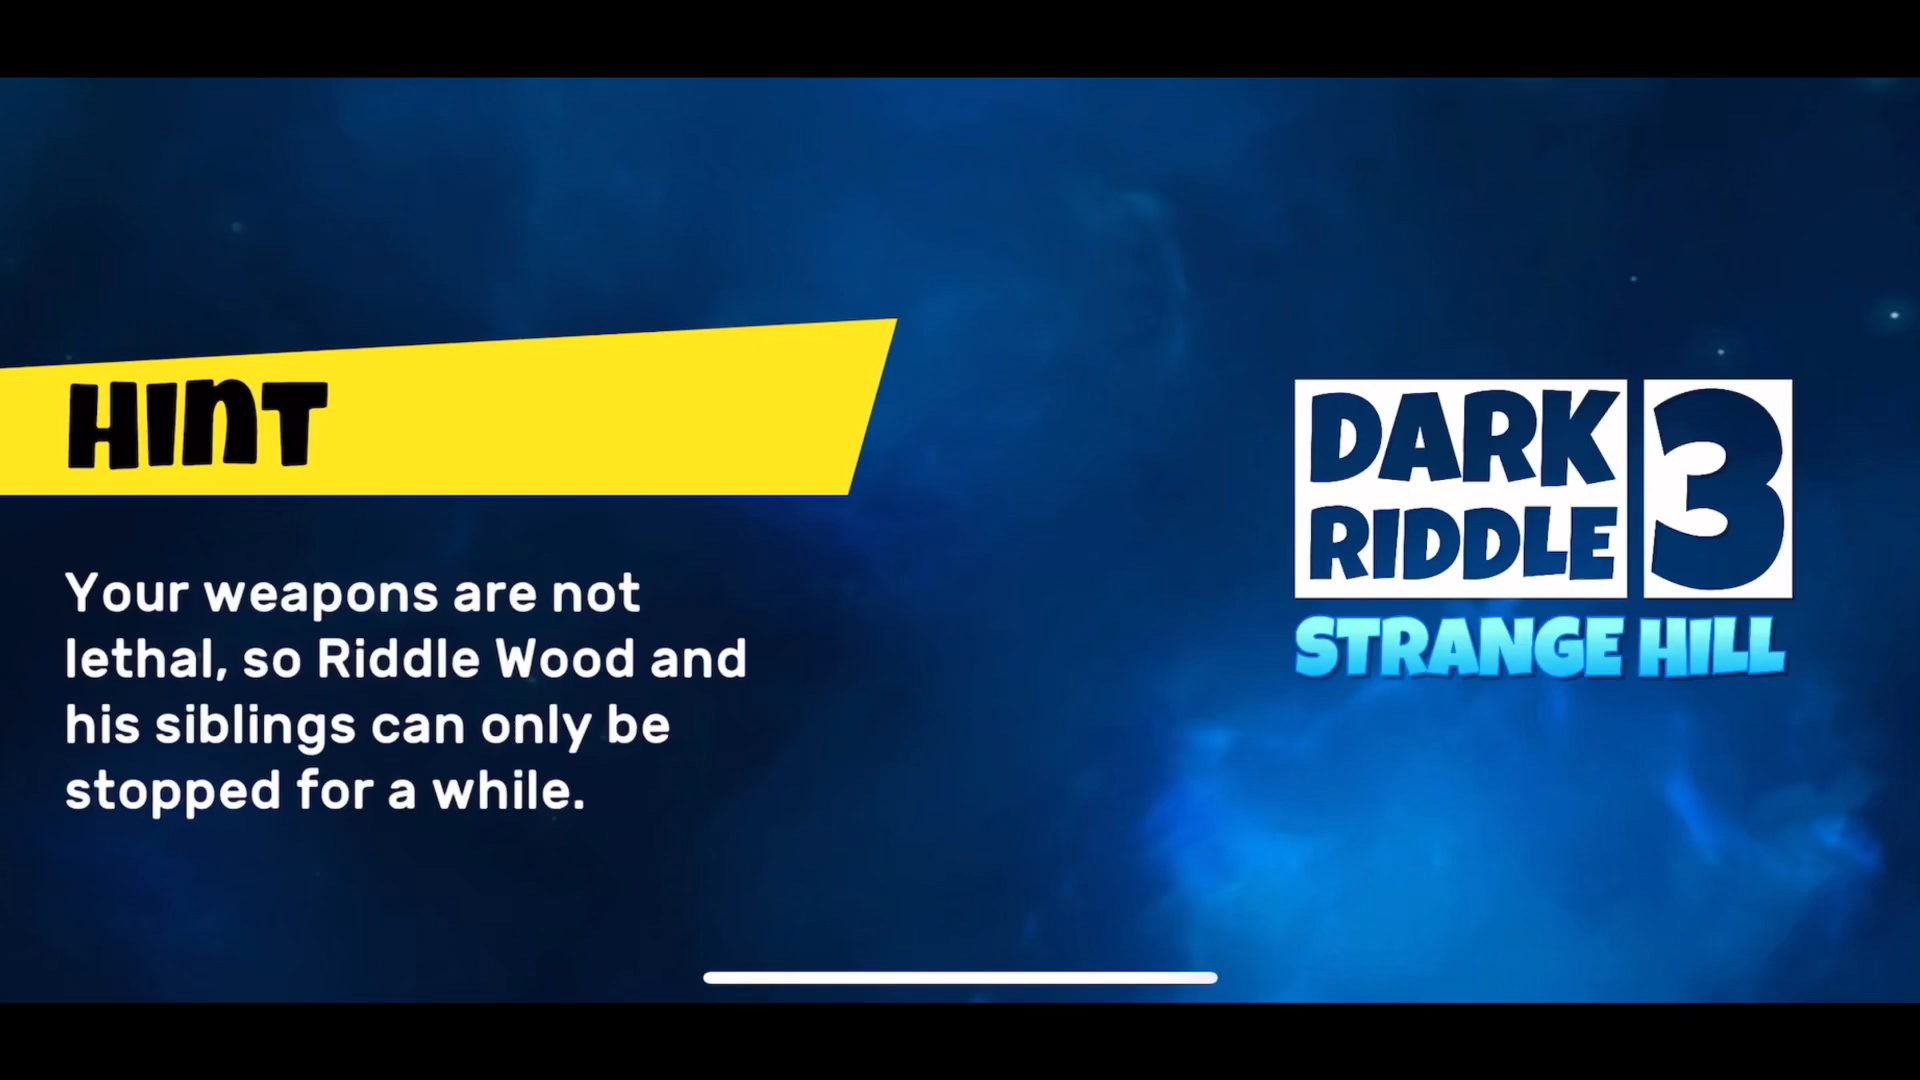 HINT
Your weapons are not
lethal, so Riddle Wood and
his siblings can only be
stopped for a while.
DARK
RIDDLE
3
STRANGE HILL